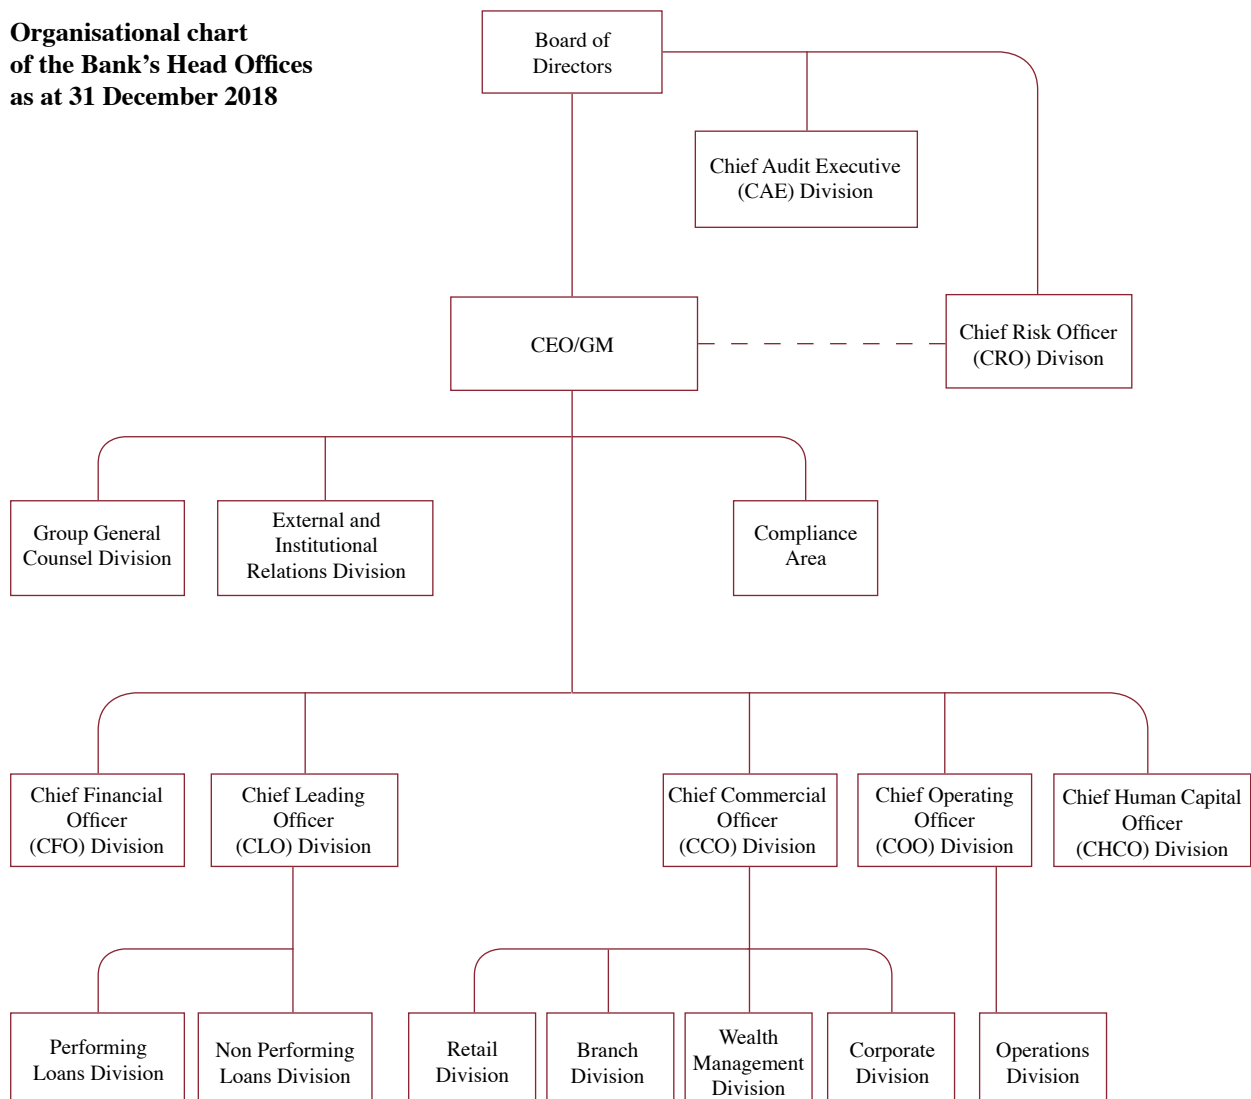 Organisational chart
of the Bank’s Head Offices
as at 31 December 2018
Board of
Directors
Chief Audit Executive
(CAE) Division
CEO/GM
Chief Risk Officer
(CRO) Divison
Group General
Counsel Division
External and
Institutional
Relations Division
Compliance
Area
Chief Financial
Officer
(CFO) Division
Chief Leading
Officer
(CLO) Division
Chief Commercial
Officer
(CCO) Division
Chief Operating
Officer
(COO) Division
Chief Human Capital
Officer
(CHCO) Division
Performing
Loans Division
Non Performing
Loans Division
Retail
Division
Branch
Division
Wealth
Management
Division
Corporate
Division
Operations
Division